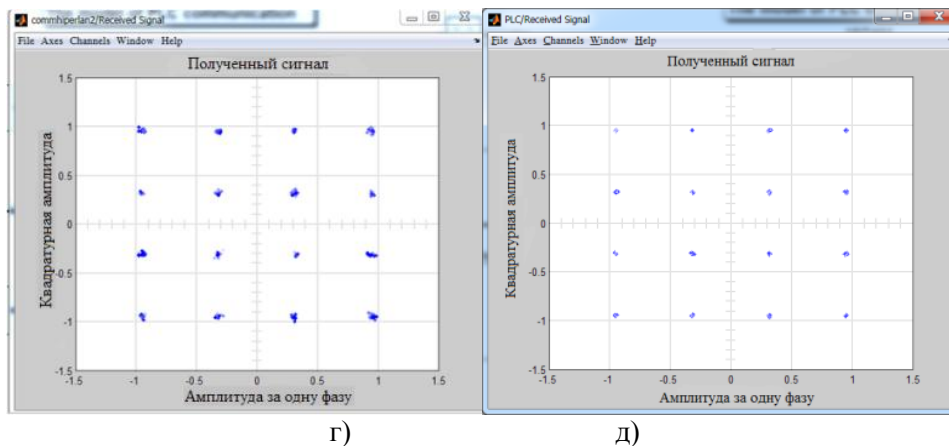 commhiperlan2/Received Signal
File Axes Channels Window Help
Полученный сигнал
1.5
1
0.5
0
-0.5
-1
-1.5
-1.5 -1 -0.5 0 0.5 1 1.5
Квадратурная амплитуда
Амплитуда за одну фазу
г)
PLC/Received Signal
File Axes Channels Window Help
Полученный сигнал
1.5
1
0.5
0
-0.5
-1
-1.5
-1.5 -1 -0.5 0 0.5 1 1.5
Квадратурная амплитуда
Амплитуда за одну фазу
д)